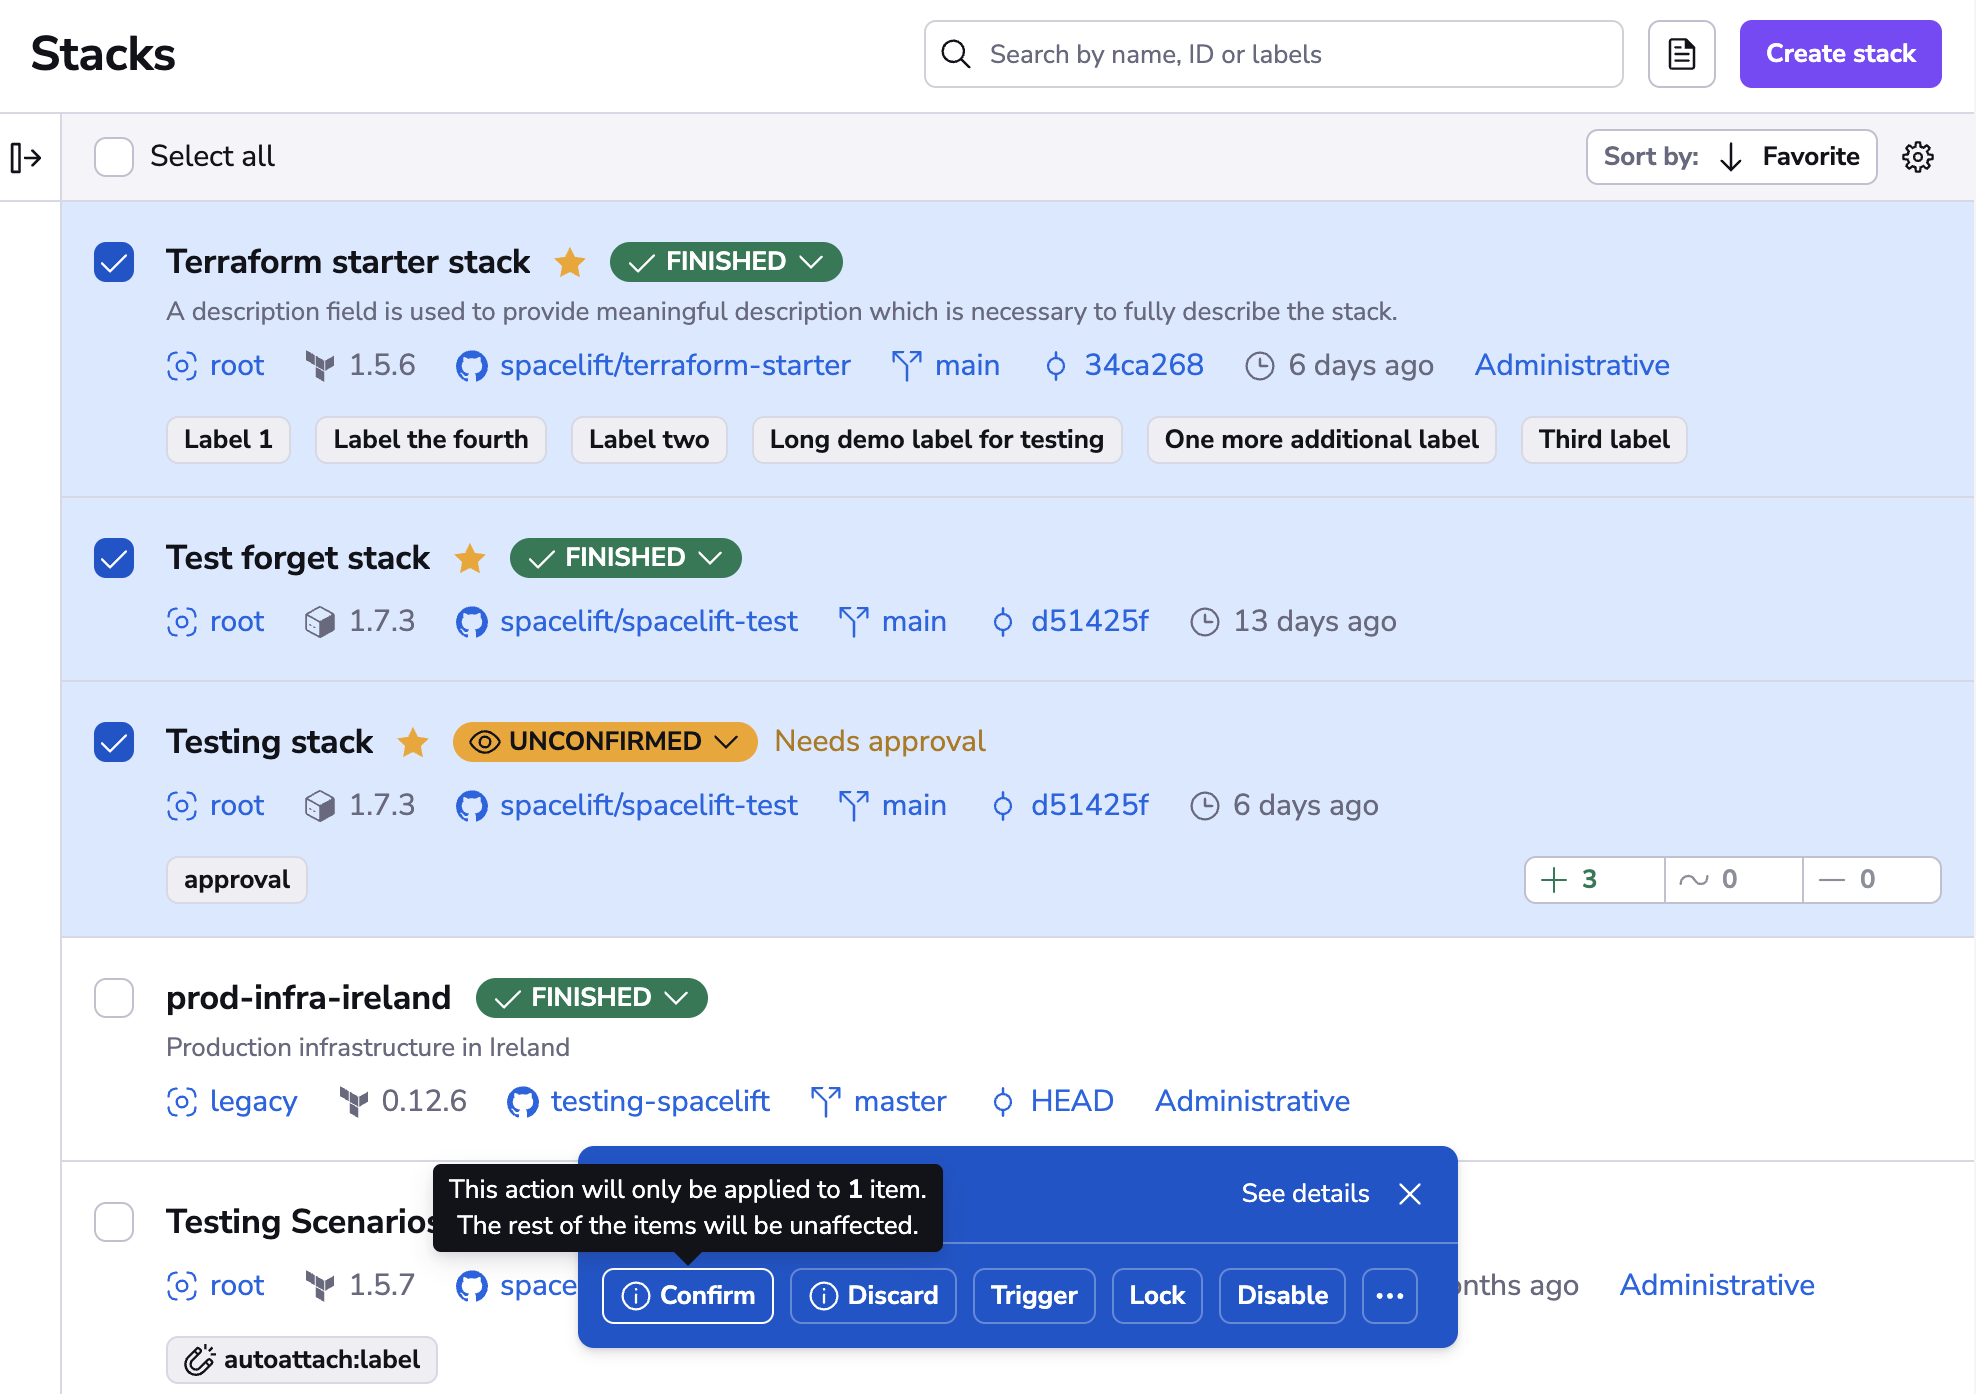 Stacks
Search by name, ID or labels
Create stack
Select all
Sort by: Favorite
Terraform starter stack FINISHED
A description field is used to provide meaningful description which is necessary to fully describe the stack.
root 1.5.6 spacelift/terraform-starter main 34ca268 6 days ago Administrative
Label 1 Label the fourth Label two Long demo label for testing One more additional label Third label
Test forget stack FINISHED
root 1.7.3 spacelift/spacelift-test main d51425f 13 days ago
Testing stack UNCONFIRMED Needs approval
root 1.7.3 spacelift/spacelift-test main d51425f 6 days ago
approval + 3 0 0
prod-infra-ireland FINISHED
Production infrastructure in Ireland
legacy 0.12.6 testing-spacelift master HEAD Administrative
This action will only be applied to 1 item.
The rest of the items will be unaffected.
See details
Testing Scenarios
root 1.5.7 space
Confirm Discard Trigger Lock Disable ...
nths ago Administrative
autoattach:label